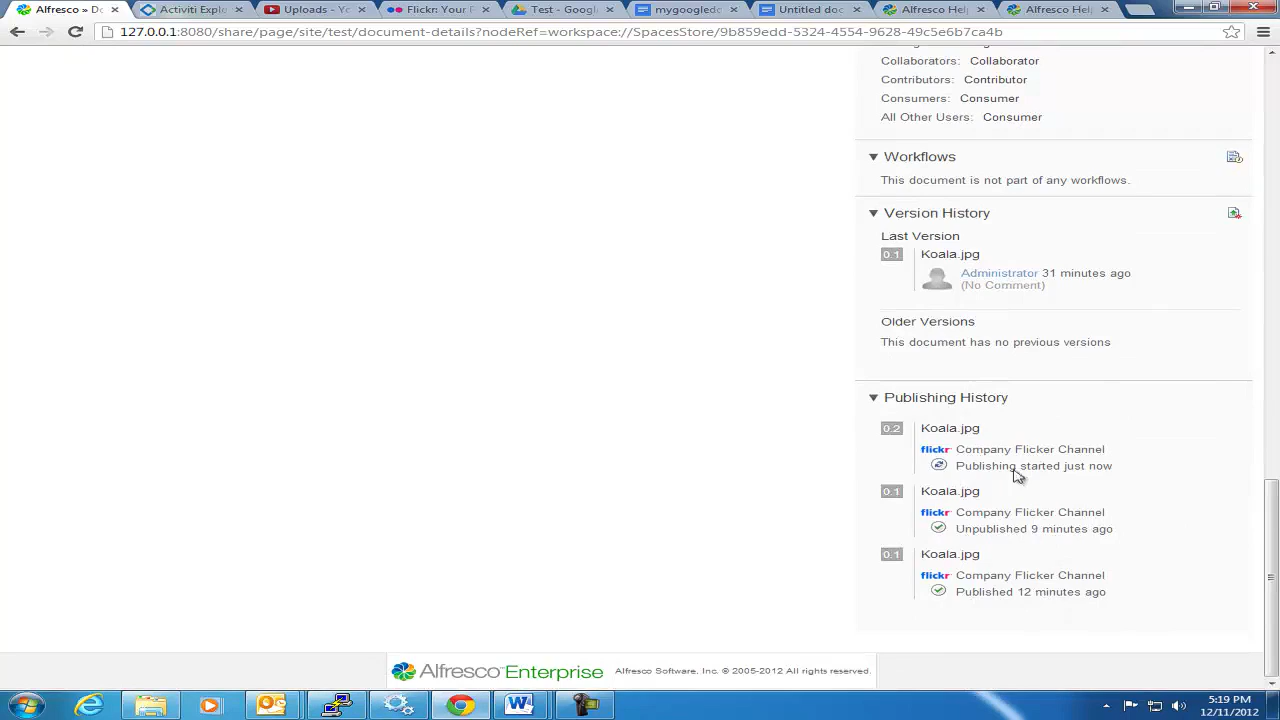 Alfresco » Do
Activiti Explo
Uploads - Yo
Flickr: Your P
Test - Googl
mygoogledo
Untitled doc
Alfresco Help
Alfresco Help
127.0.0.1:8080/share/page/site/test/document-details?nodeRef=workspace://SpacesStore/9b859edd-5324-4554-9628-49c5e6b7ca4b
Collaborators: Collaborator
Contributors: Contributor
Consumers: Consumer
All Other Users: Consumer
Workflows
This document is not part of any workflows.
Version History
Last Version
0.1 Koala.jpg
Administrator 31 minutes ago
(No Comment)
Older Versions
This document has no previous versions
Publishing History
0.2 Koala.jpg
flickr Company Flicker Channel
Publishing started just now
0.1 Koala.jpg
flickr Company Flicker Channel
Unpublished 9 minutes ago
0.1 Koala.jpg
flickr Company Flicker Channel
Published 12 minutes ago
Alfresco Enterprise Alfresco Software, Inc. © 2005-2012 All rights reserved.
5:19 PM
12/11/2012